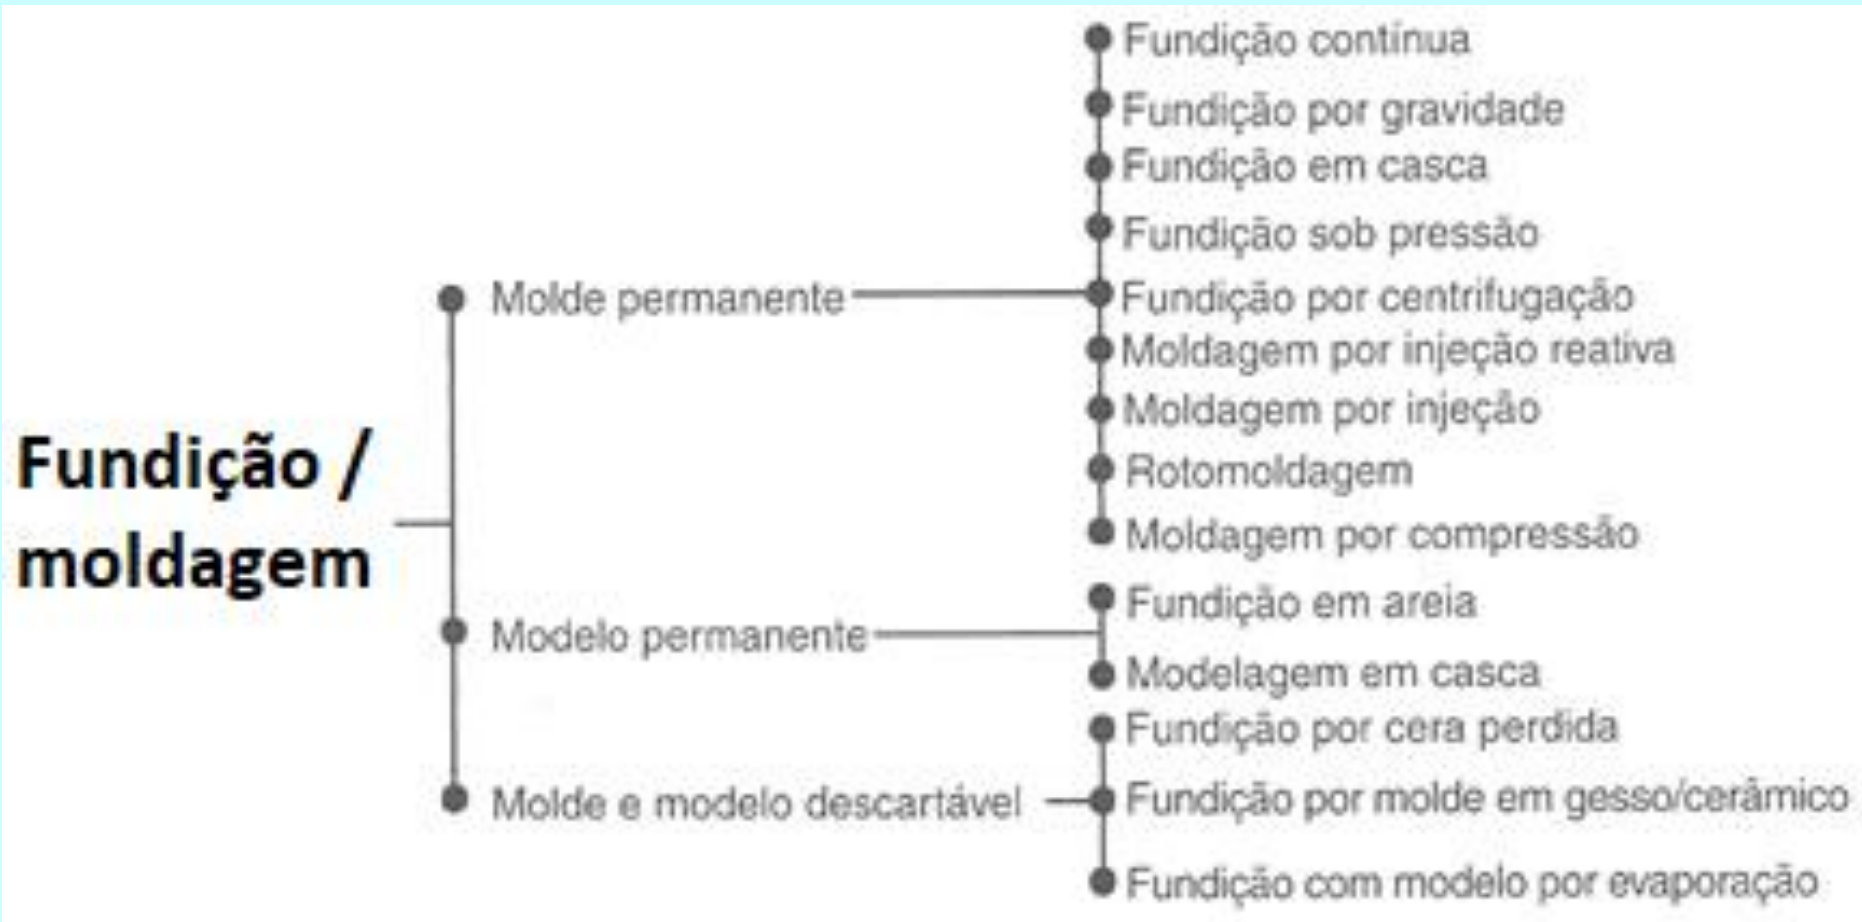 Fundição /
moldagem
Molde permanente
Fundição contínua
Fundição por gravidade
Fundição em casca
Fundição sob pressão
Fundição por centrifugação
Moldagem por injeção reativa
Moldagem por injeção
Rotomoldagem
Moldagem por compressão
Modelo permanente
Fundição em areia
Modelagem em casca
Molde e modelo descartável
Fundição por cera perdida
Fundição por molde em gesso/cerâmico
Fundição com modelo por evaporação